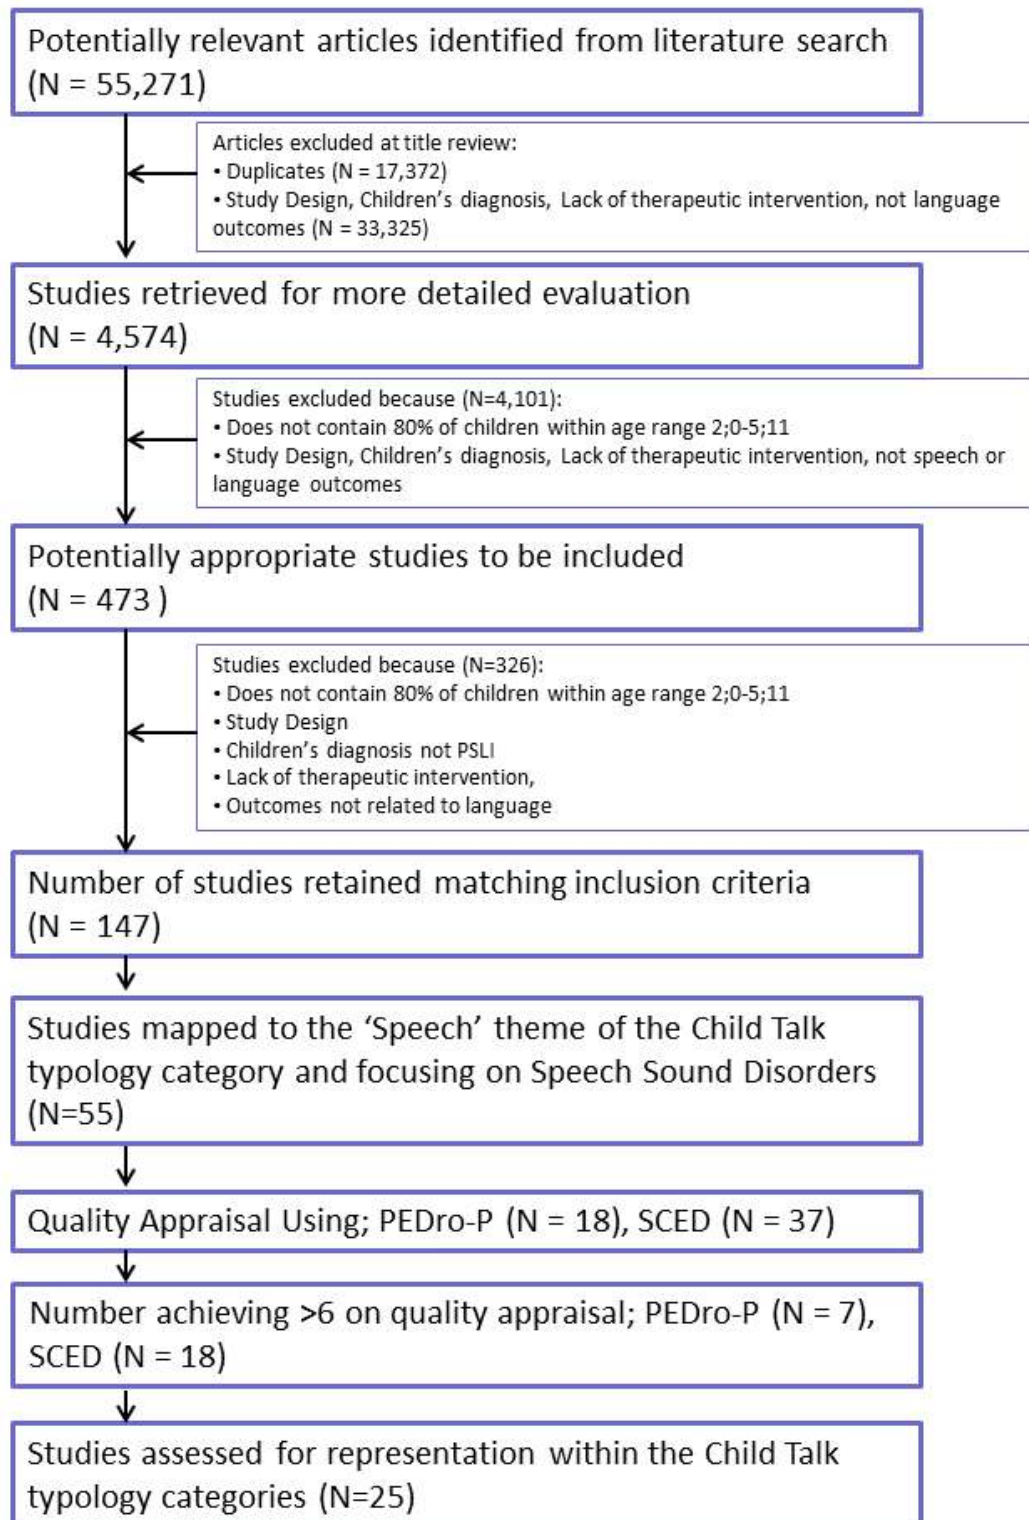 Potentially relevant articles identified from literature search
(N = 55,271)
Articles excluded at title review:
• Duplicates (N = 17,372)
• Study Design, Children's diagnosis, Lack of therapeutic intervention, not language
outcomes (N = 33,325)
Studies retrieved for more detailed evaluation
(N = 4,574)
Studies excluded because (N=4,101):
• Does not contain 80% of children within age range 2;0-5;11
• Study Design, Children's diagnosis, Lack of therapeutic intervention, not speech or
language outcomes
Potentially appropriate studies to be included
(N = 473 )
Studies excluded because (N=326):
• Does not contain 80% of children within age range 2;0-5;11
• Study Design
• Children's diagnosis not PSLI
• Lack of therapeutic intervention,
• Outcomes not related to language
Number of studies retained matching inclusion criteria
(N = 147)
Studies mapped to the ‘Speech’ theme of the Child Talk
typology category and focusing on Speech Sound Disorders
(N=55)
Quality Appraisal Using; PEDro-P (N = 18), SCED (N = 37)
Number achieving >6 on quality appraisal; PEDro-P (N = 7),
SCED (N = 18)
Studies assessed for representation within the Child Talk
typology categories (N=25)